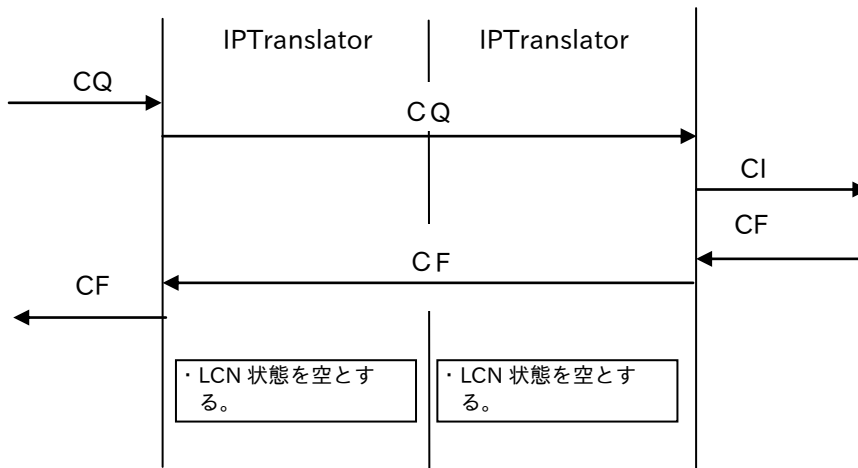 IPTranslator IPTranslator
CQ
CQ
CI
CF
CF
CF
・LCN 状態を空とす
る。
・LCN 状態を空とす
る。